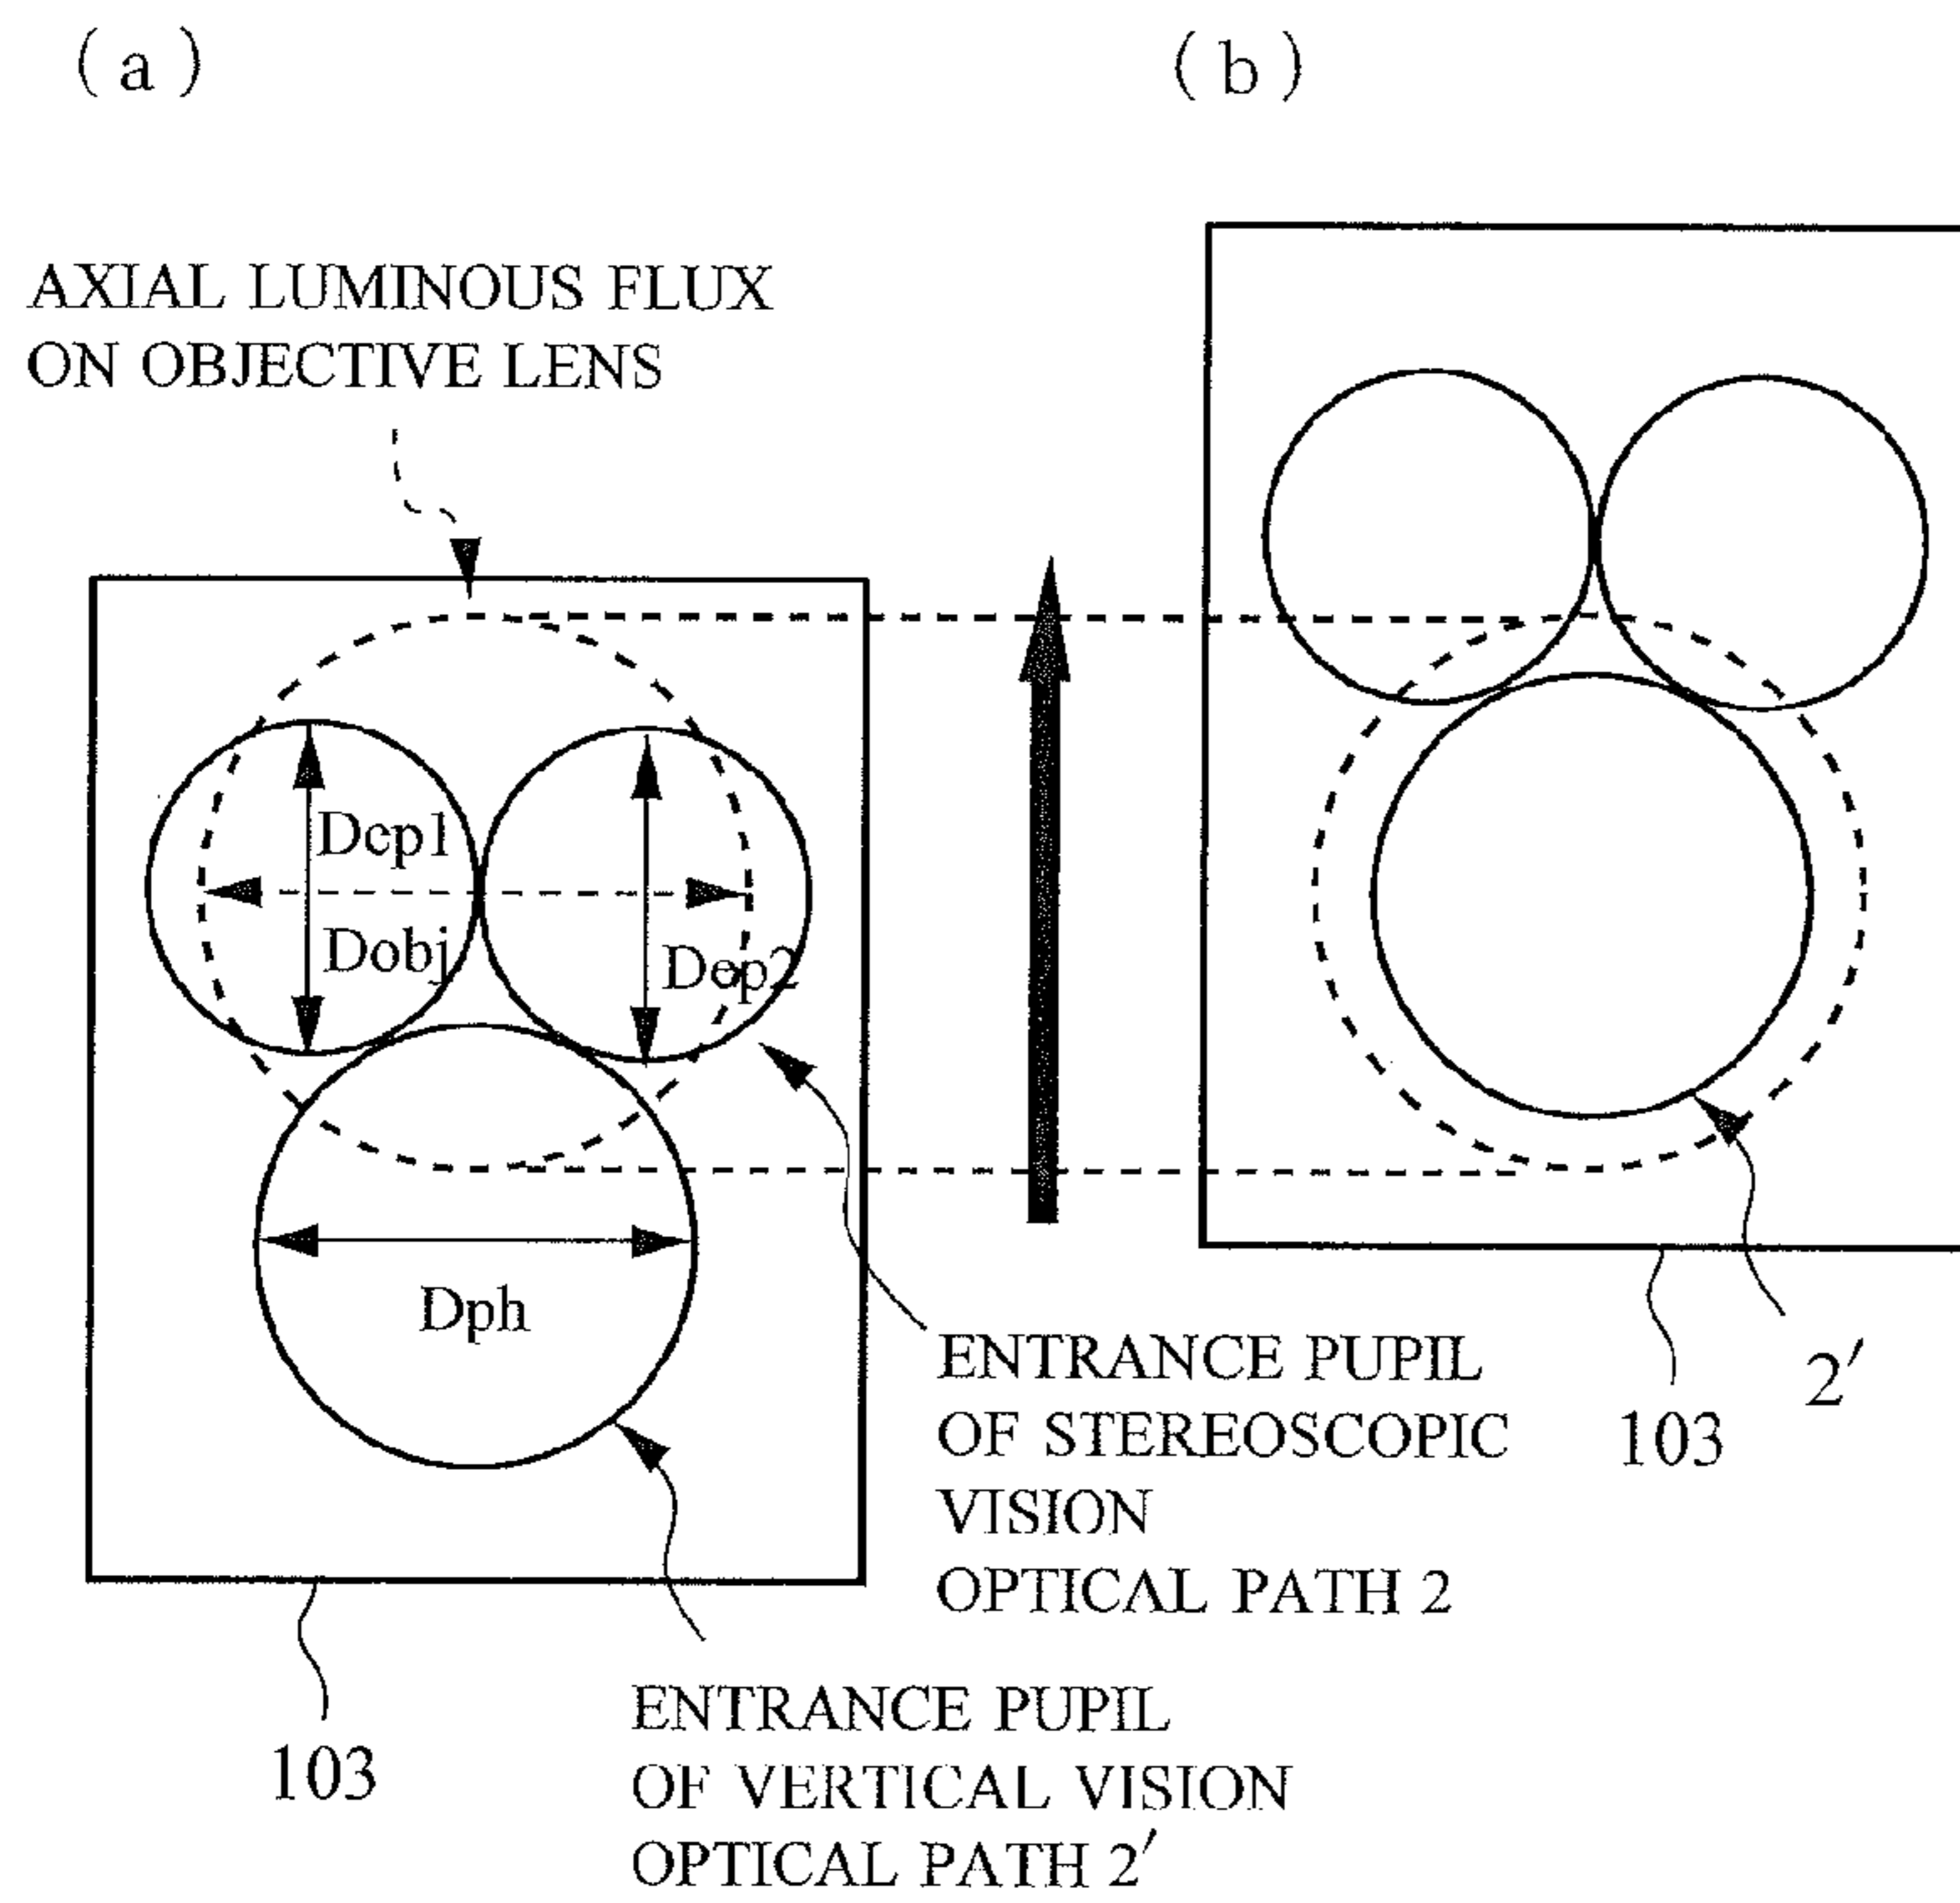 (a)
(b)
AXIAL LUMINOUS FLUX
ON OBJECTIVE LENS
Dep1
Dobj
Dep2
Dph
ENTRANCE PUPIL
OF STEREOSCOPIC
VISION
OPTICAL PATH 2
2′
103
103
ENTRANCE PUPIL
OF VERTICAL VISION
OPTICAL PATH 2′